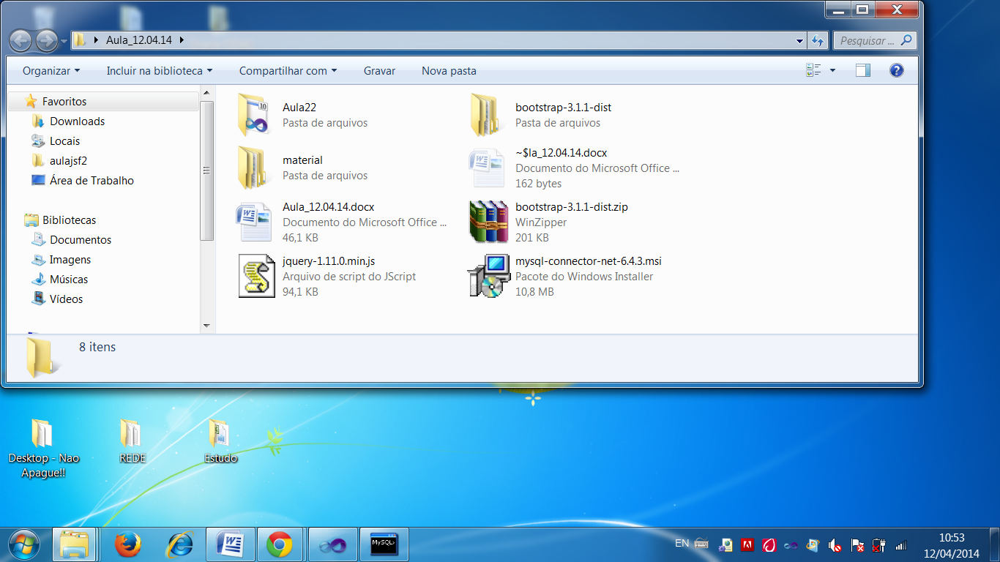 Aula_12.04.14
Pesquisar ...
Organizar
Incluir na biblioteca
Compartilhar com
Gravar
Nova pasta
Favoritos
Downloads
Locais
aulajsf2
Área de Trabalho
Bibliotecas
Documentos
Imagens
Músicas
Vídeos
Aula22
Pasta de arquivos
bootstrap-3.1.1-dist
Pasta de arquivos
material
Pasta de arquivos
~$la_12.04.14.docx
Documento do Microsoft Office ...
162 bytes
Aula_12.04.14.docx
Documento do Microsoft Office ...
46,1 KB
bootstrap-3.1.1-dist.zip
WinZipper
201 KB
jquery-1.11.0.min.js
Arquivo de script do JScript
94,1 KB
mysql-connector-net-6.4.3.msi
Pacote do Windows Installer
10,8 MB
8 itens
Desktop - Nao
Apague!!
REDE
Estudo
MySQL>
EN
10:53
12/04/2014